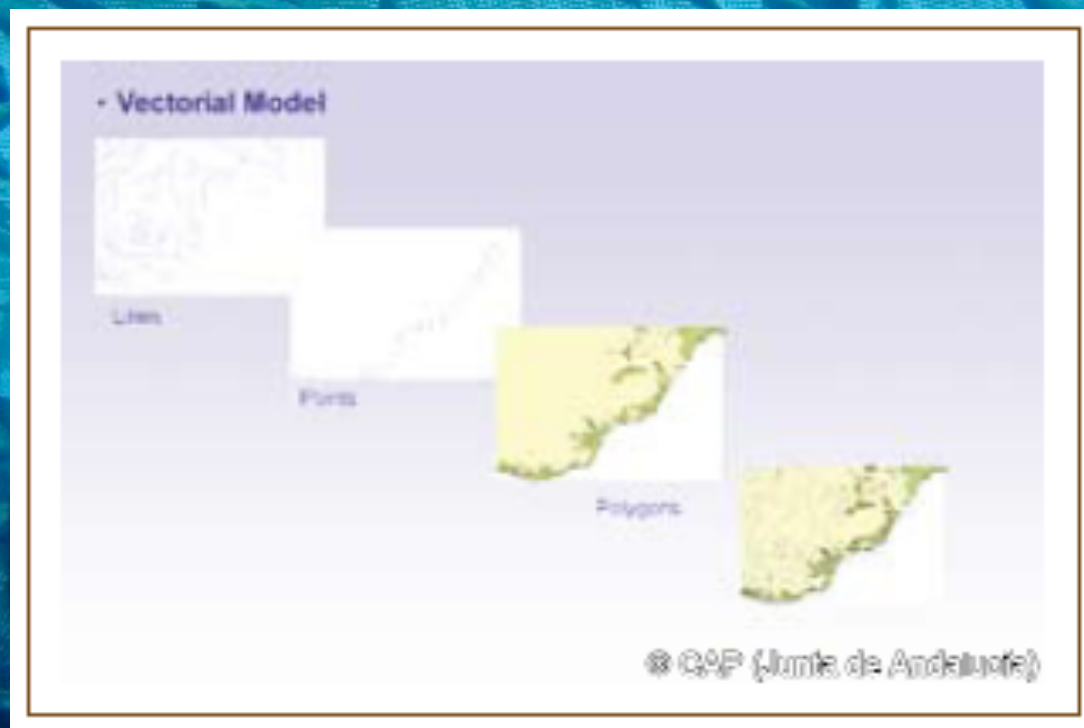 · Vectorial Model
Lines
Points
Polygons
© CAP (Junta de Andalucía)